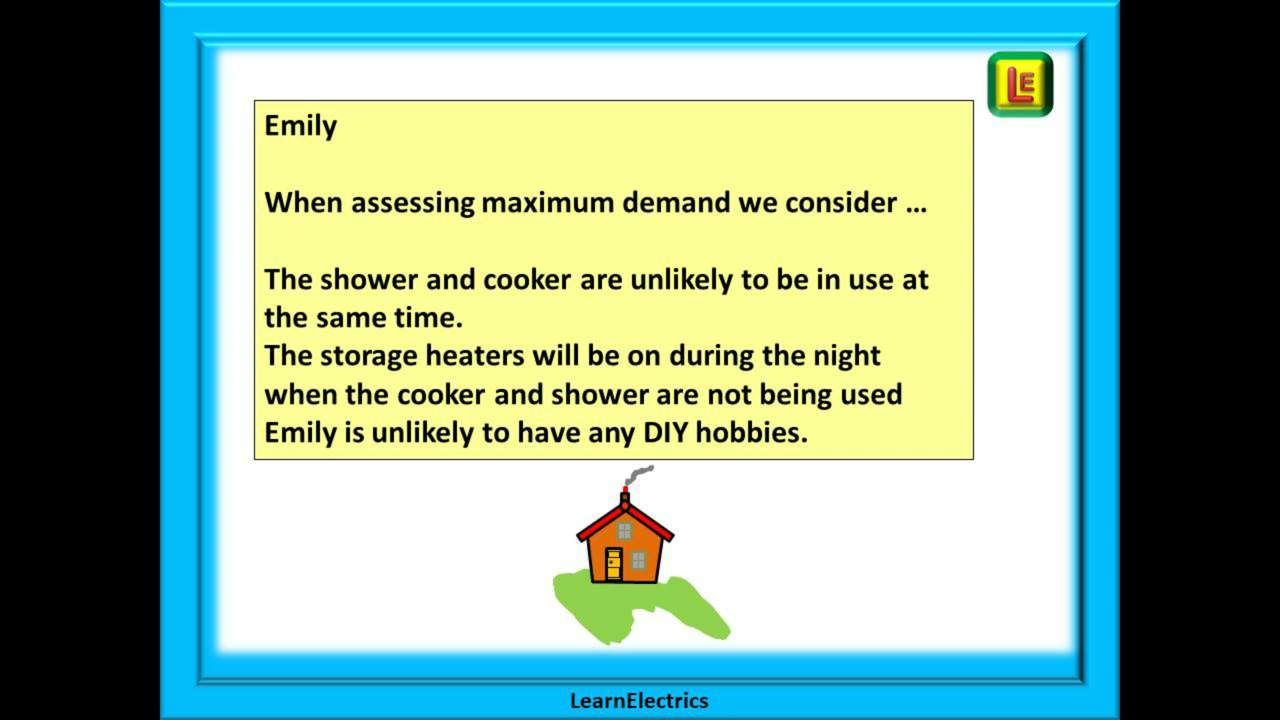 LE
Emily
When assessing maximum demand we consider ...
The shower and cooker are unlikely to be in use at
the same time.
The storage heaters will be on during the night
when the cooker and shower are not being used
Emily is unlikely to have any DIY hobbies.
LearnElectrics